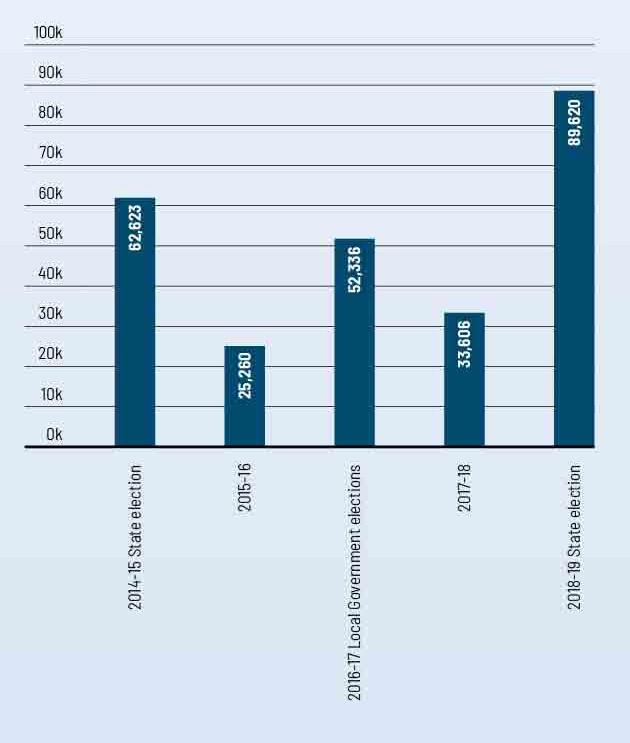 100k
90k
80k
70k
60k
50k
40k
30k
20k
10k
0k
62,623
25,260
52,336
33,606
89,620
2014-15 State election
2015-16
2016-17 Local Government elections
2017-18
2018-19 State election